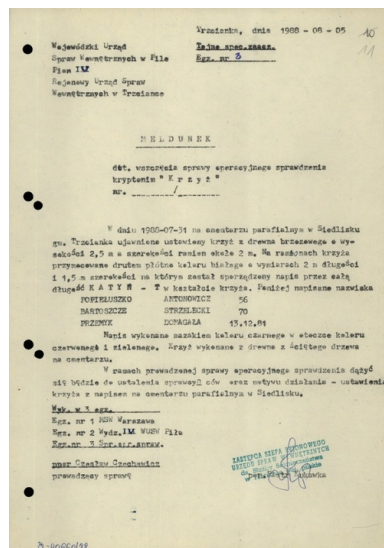 Trzcianka, dnia 1988 - 08 - 05
10
11
Wojewódzki Urząd
Spraw Wewnętrznych w Pile
Pion IV
Rejonowy Urząd Spraw
Wewnętrznych w Trzciance
Tajne spec.znacz.
Egz. nr 3
M E L D U N E K
dot. wszczęcia sprawy operacyjnego sprawdzenia
kryptonim " K r z y ż "
nr. /
W dniu 1988-07-31 na cmentarzu parafialnym w Siedlisku
gm. Trzcianka ujawniono ustawiony krzyż z drewna brzozowego o wy-
sokości 2,5 m a szerokości ramion około 2 m. Na ramionach krzyża
przymocowano drutem płótno koloru białego o wymiarach 2 m długości
i 1,5 m szerokości na którym został sporządzony napis przez całą
długość K A T Y Ń - T w kształcie krzyża. Poniżej napisano nazwiska
POPIEŁUSZKO ANTONOWICZ 56
BARTOSZCZE STRZELECKI 70
PRZEMYK DOMAGAŁA 13.12.81
Napis wykonano mazakiem koloru czarnego w otoczce koloru
czerwonego i zielonego. Krzyż wykonano z drewna z ściętego drzewa
na cmentarzu.
W ramach prowadzonej sprawy operacyjnego sprawdzenia dążyć
się będzie do ustalenia sprawców oraz motywu działania - ustawienia
krzyża z napisem na cmentarzu parafialnym w Siedlisku.
Wyk. w 3 egz.
Egz. nr 1 MSW Warszawa
Egz. nr 2 Wydz.IV WUSW Piła
Egz.nr 3 Spr.opr.spraw.
ppor Czesław Czechowicz
prowadzący sprawę
ZASTĘPCA SZEFA REJONOWEGO
URZĘDU SPRAW WEWNĘTRZNYCH